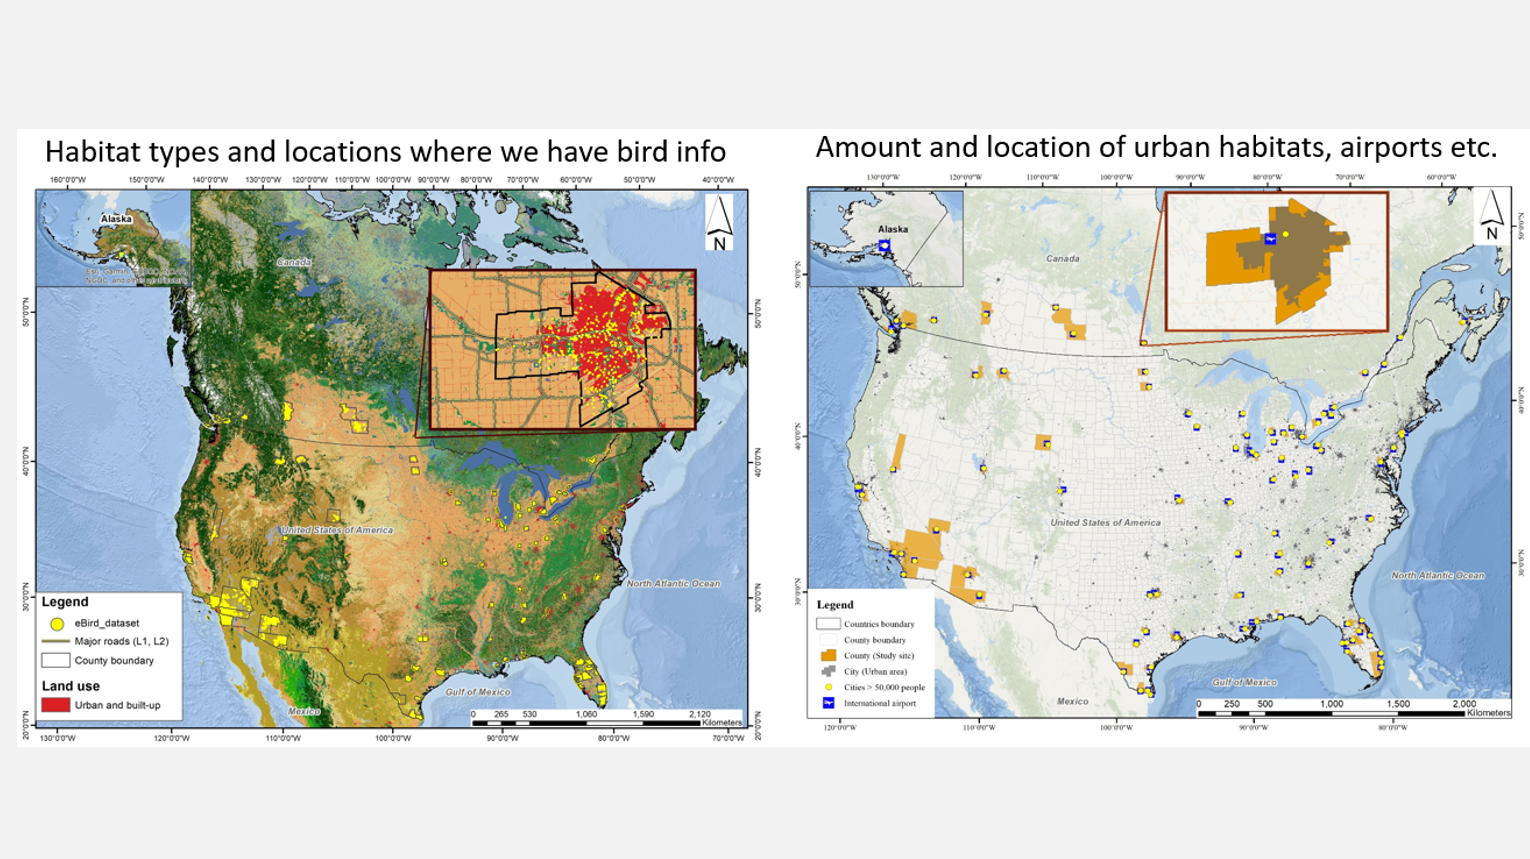 Habitat types and locations where we have bird info
160°0'0"W 150°0'0"W 140°0'0"W 130°0'0"W 120°0'0"W 110°0'0"W 100°0'0"W 90°0'0"W 80°0'0"W 70°0'0"W 60°0'0"W 50°0'0"W 40°0'0"W
Alaska
N
Canada
50°0'0"N
50°0'0"N
40°0'0"N
40°0'0"N
United States of America
North Atlantic Ocean
30°0'0"N
30°0'0"N
Legend
eBird_dataset
Major roads (L1, L2)
County boundary
Land use
Urban and built-up
Gulf of Mexico
Mexico
0 265 530 1,060 1,590 2,120
Kilometers
20°0'0"N
20°0'0"N
130°0'0"W 120°0'0"W 110°0'0"W 100°0'0"W 90°0'0"W 80°0'0"W 70°0'0"W
Amount and location of urban habitats, airports etc.
130°0'0"W 120°0'0"W 110°0'0"W 100°0'0"W 90°0'0"W 80°0'0"W 70°0'0"W 60°0'0"W
Alaska
N
Canada
United States of America
North Atlantic Ocean
Legend
Countries boundary
County boundary
County (Study site)
City (Urban area)
Cities > 50,000 people
International airport
Gulf of Mexico
Mexico
0 250 500 1,000 1,500 2,000
Kilometers
120°0'0"W 110°0'0"W 100°0'0"W 90°0'0"W 80°0'0"W